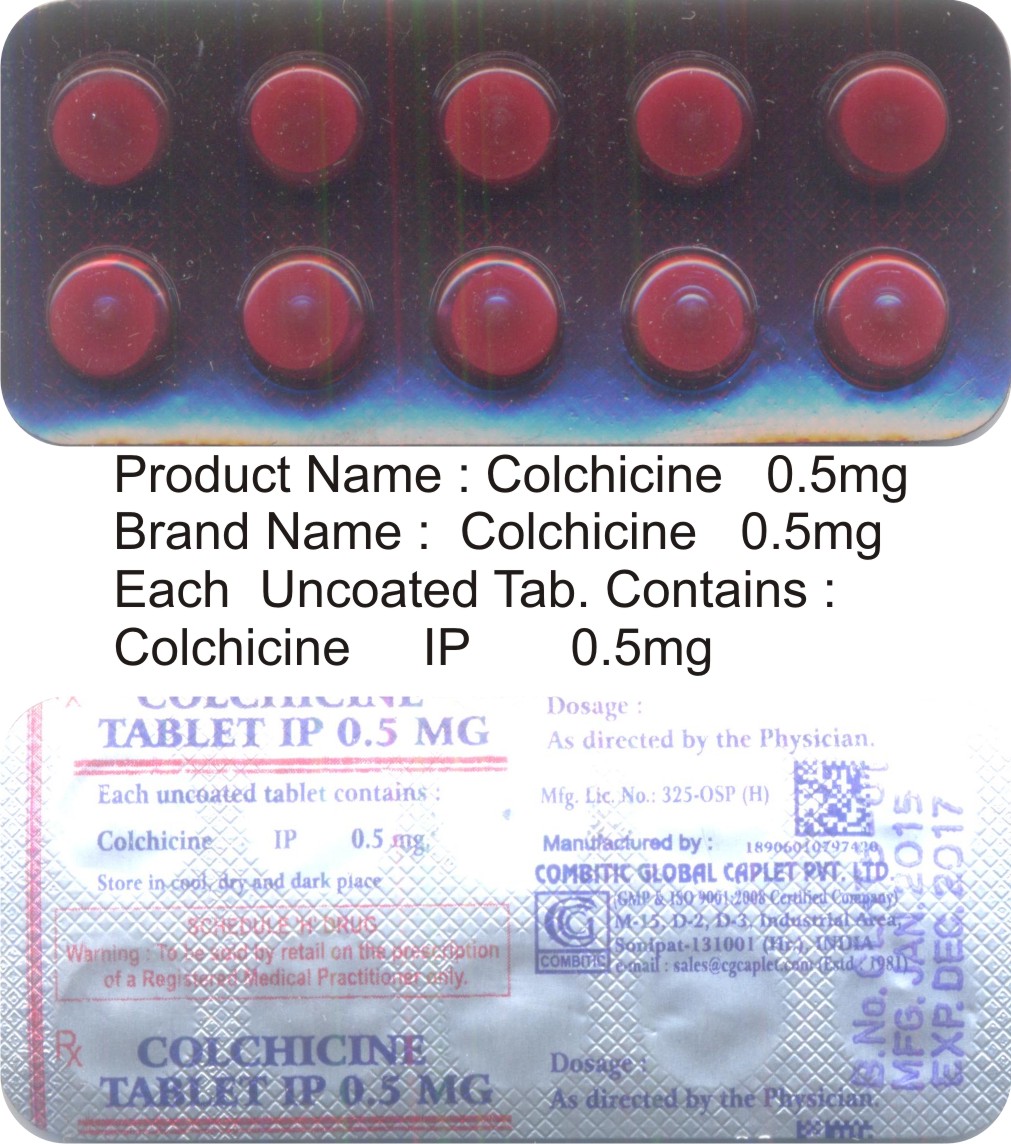 Product Name : Colchicine 0.5mg
Brand Name : Colchicine 0.5mg
Each Uncoated Tab. Contains :
Colchicine IP 0.5mg
COLCHICINE
TABLET IP 0.5 MG
Each uncoated tablet contains :
Colchicine IP 0.5 mg
Store in cool, dry and dark place
SCHEDULE 'H' DRUG
Warning : To be sold by retail on the prescription
of a Registered Medical Practitioner only.
Rx
COLCHICINE
TABLET IP 0.5 MG
Dosage :
As directed by the Physician.
Mfg. Lic. No.: 325-OSP (H)
Manufactured by :
COMBITIC GLOBAL CAPLET PVT. LTD.
(GMP & ISO 9001:2008 Certified Company)
M-15, D-2, D-3, Industrial Area,
Sonipat-131001 (Hr.), INDIA
e-mail : sales@cgcaplet.com (Estd. 1981)
COMBITIC
Dosage :
As directed by the Physician.
B.No.
MFG. JAN. 2015
EXP. DEC. 2017